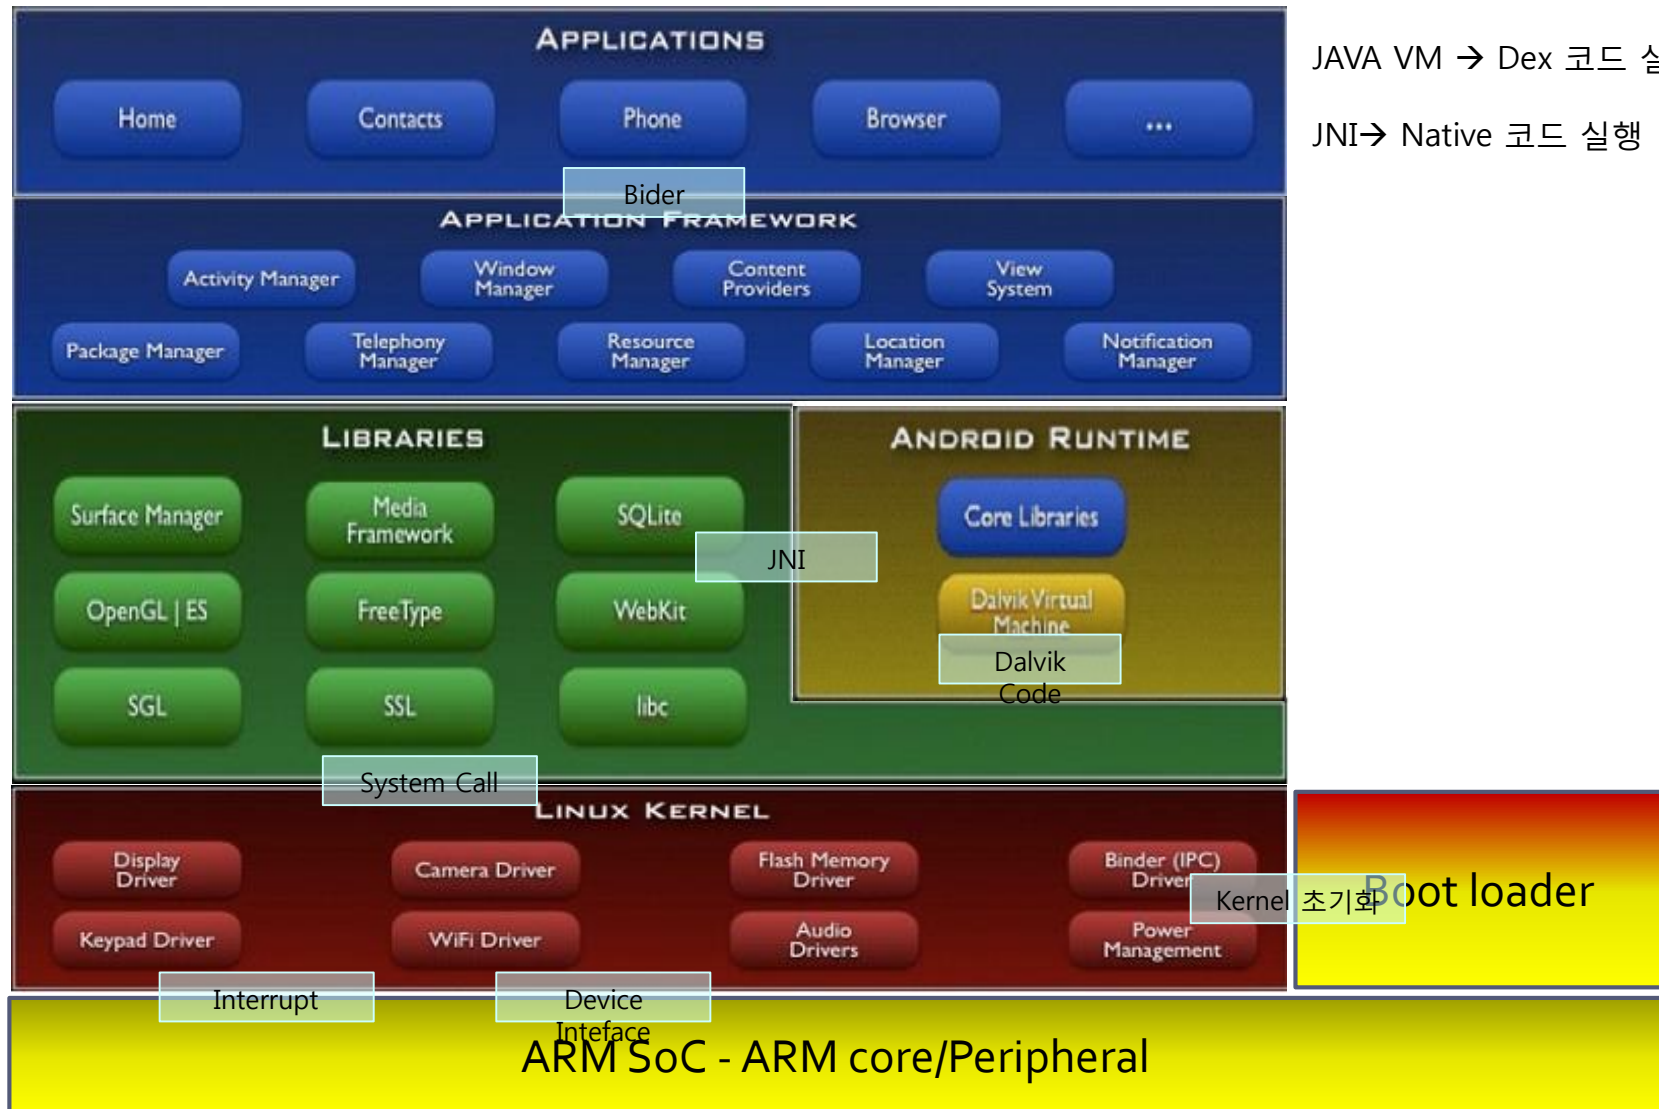 APPLICATIONS
Home
Contacts
Phone
Browser
...
Bider
APPLICATION FRAMEWORK
Activity Manager
Window
Manager
Content
Providers
View
System
Package Manager
Telephony
Manager
Resource
Manager
Location
Manager
Notification
Manager
JAVA VM → Dex 코드
JNI→ Native 코드 실행
LIBRARIES
Surface Manager
Media
Framework
SQLite
JNI
OpenGL | ES
FreeType
WebKit
SGL
SSL
libc
ANDROID RUNTIME
Core Libraries
Dalvik Virtual
Machine
Dalvik
Code
System Call
LINUX KERNEL
Display
Driver
Camera Driver
Flash Memory
Driver
Binder (IPC)
Driver
Keypad Driver
WiFi Driver
Audio
Drivers
Power
Management
Kernel 초기화
Boot loader
Interrupt
Device
Inteface
ARM SoC - ARM core/Peripheral